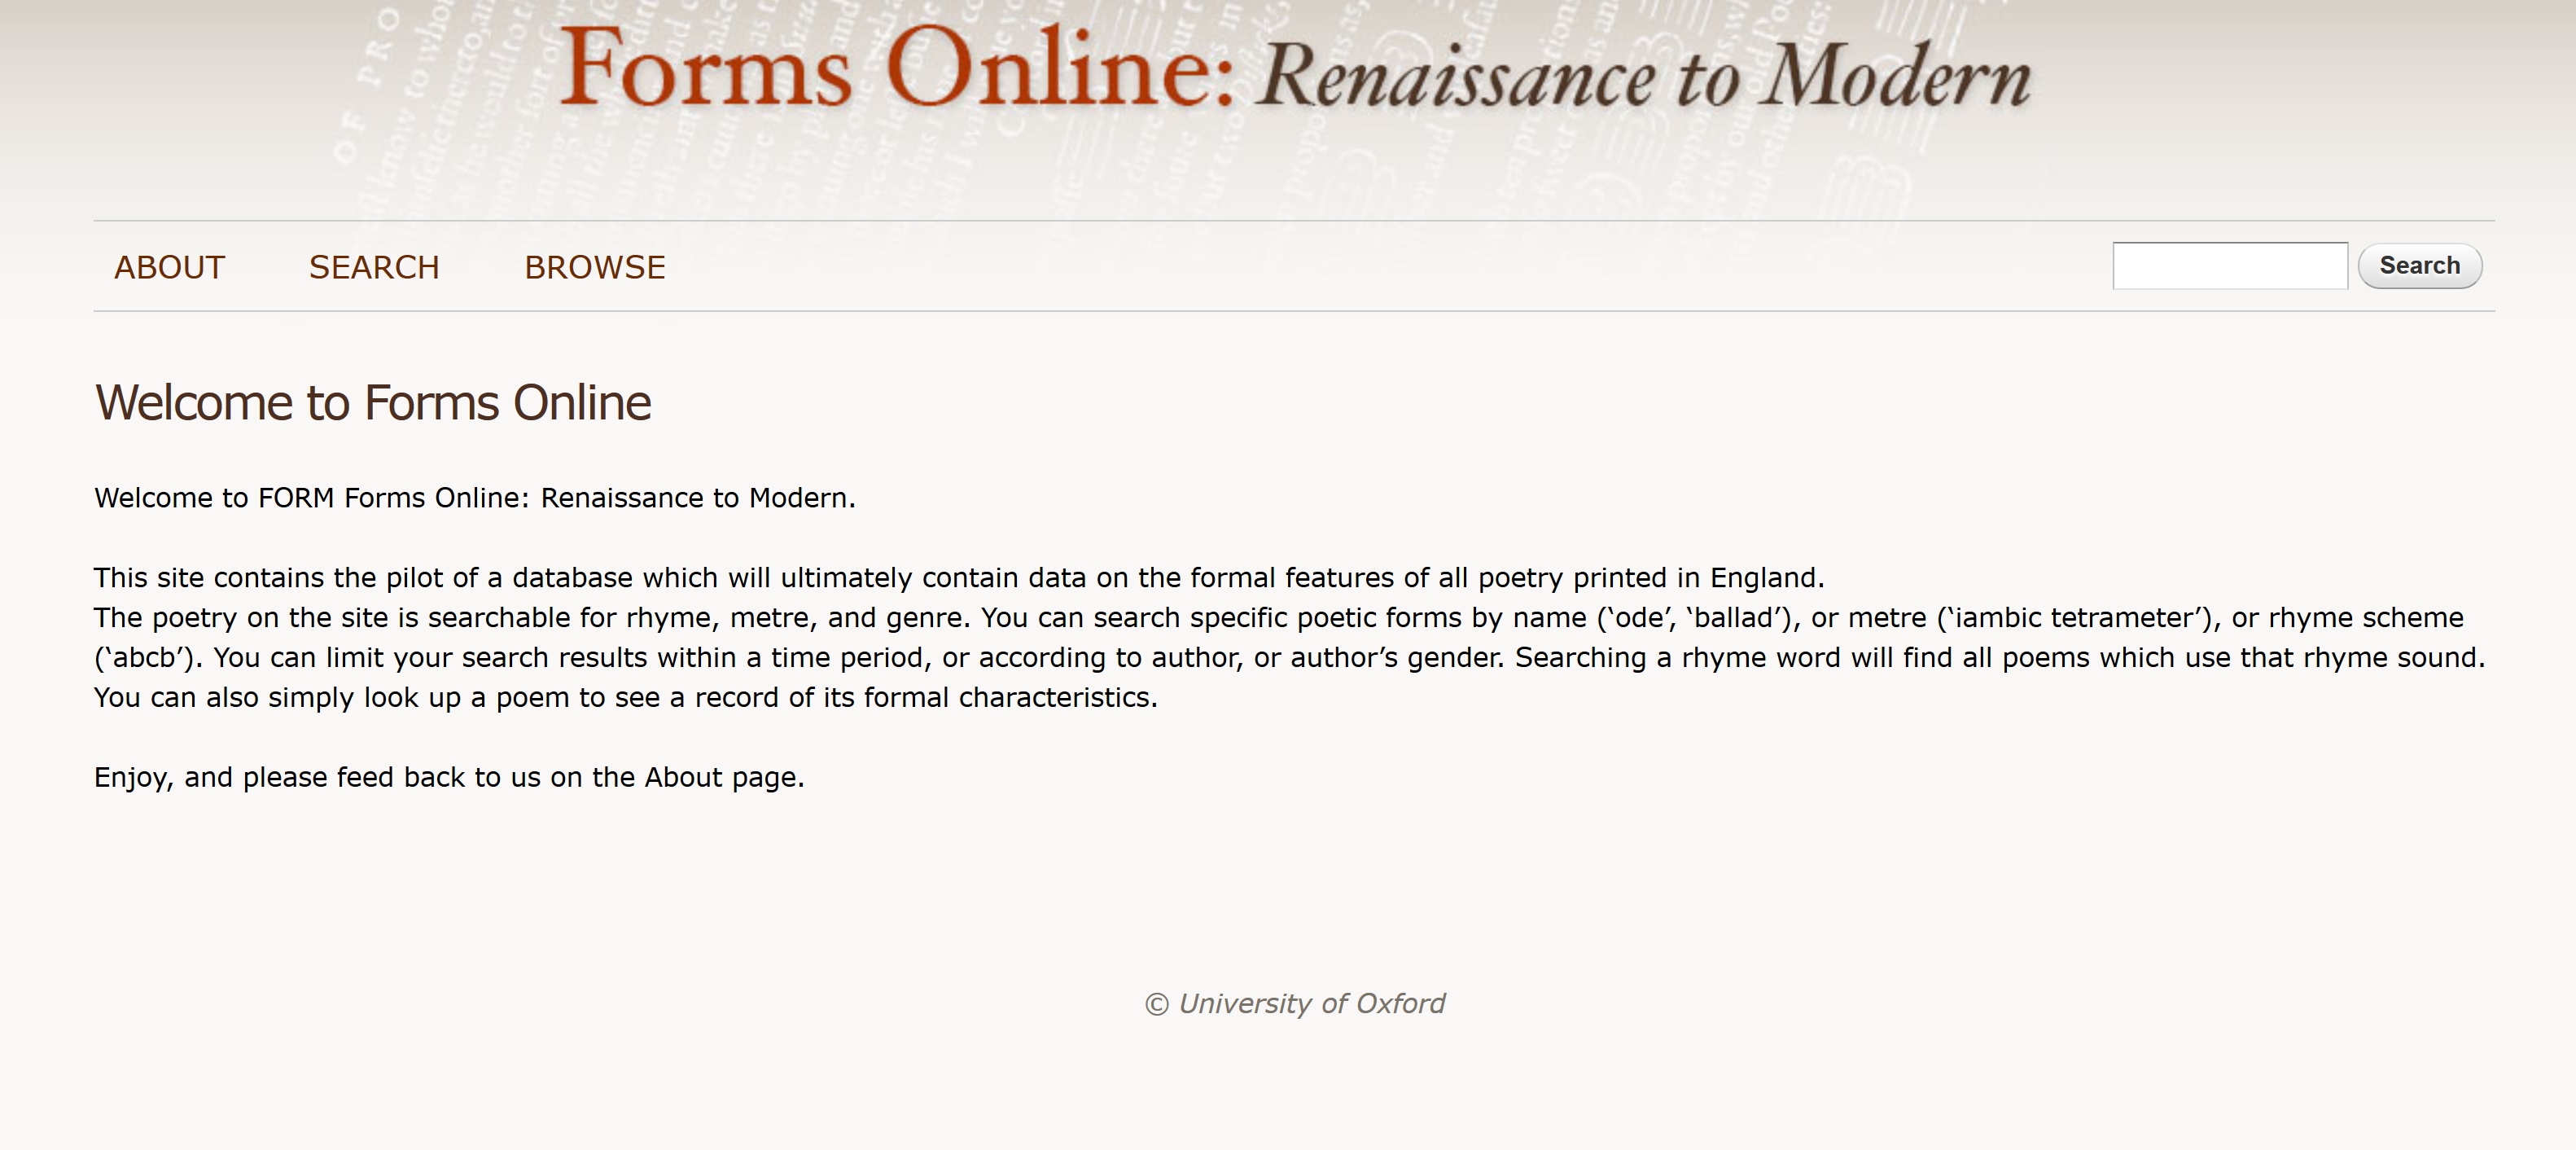 Forms Online: Renaissance to Modern
ABOUT SEARCH BROWSE Search
Welcome to Forms Online
Welcome to FORM Forms Online: Renaissance to Modern.
This site contains the pilot of a database which will ultimately contain data on the formal features of all poetry printed in England.
The poetry on the site is searchable for rhyme, metre, and genre. You can search specific poetic forms by name (‘ode’, ‘ballad’), or metre (‘iambic tetrameter’), or rhyme scheme
(‘abcb’). You can limit your search results within a time period, or according to author, or author’s gender. Searching a rhyme word will find all poems which use that rhyme sound.
You can also simply look up a poem to see a record of its formal characteristics.
Enjoy, and please feed back to us on the About page.
© University of Oxford